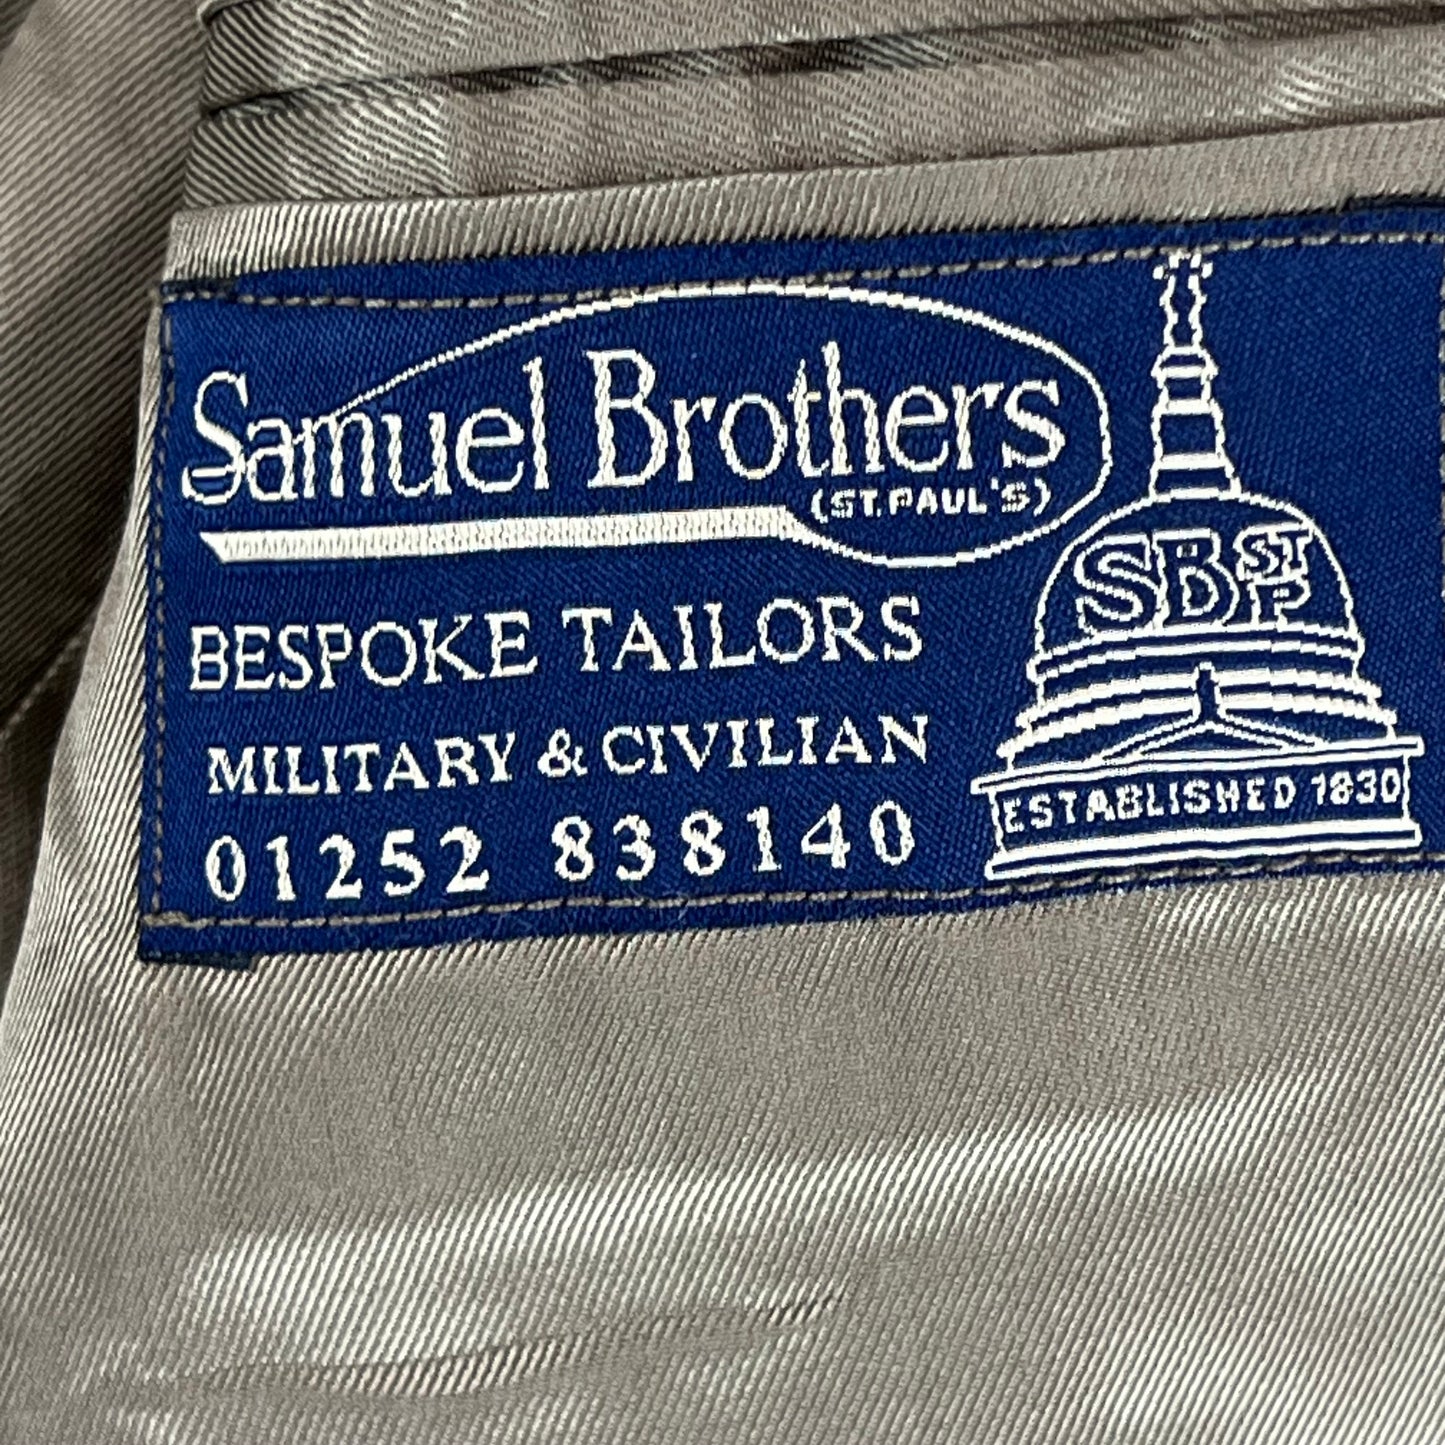 Samuel Brothers
(ST. PAUL'S)
BESPOKE TAILORS
MILITARY & CIVILIAN
01252 838140
SB ST P
ESTABLISHED 1830